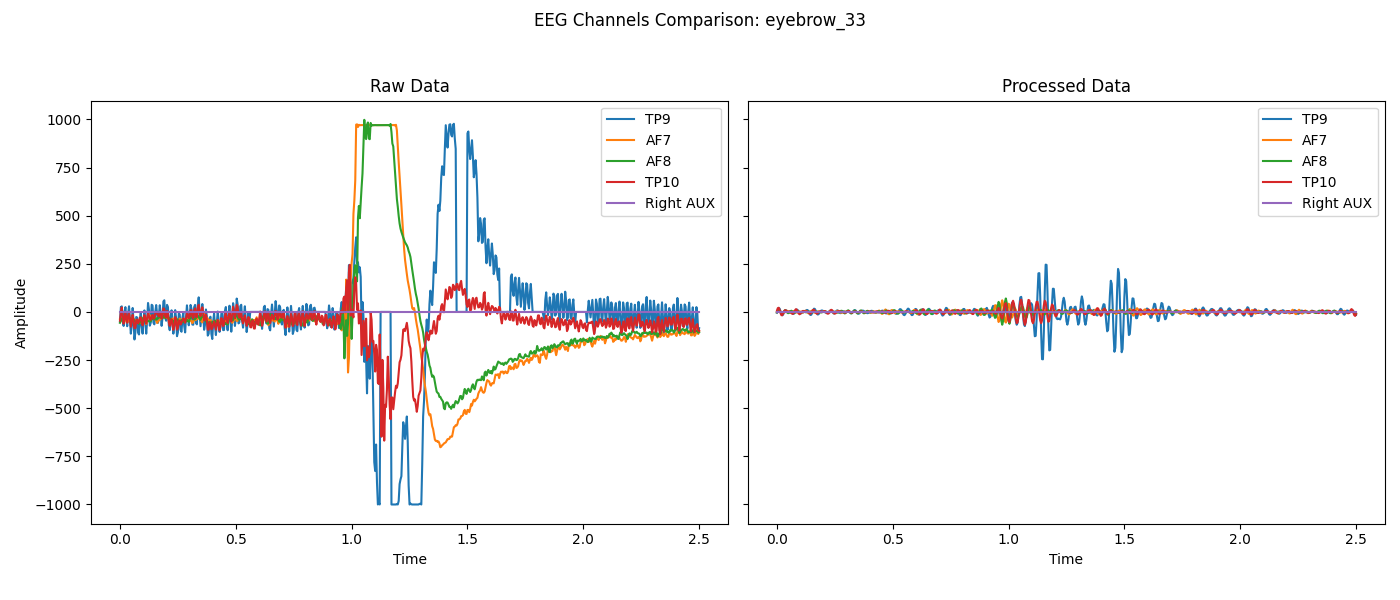 EEG Channels Comparison: eyebrow_33
Raw Data
Processed Data
1000
750
500
250
0
−250
−500
−750
−1000
Amplitude
TP9
AF7
AF8
TP10
Right AUX
TP9
AF7
AF8
TP10
Right AUX
0.0 0.5 1.0 1.5 2.0 2.5
0.0 0.5 1.0 1.5 2.0 2.5
Time
Time